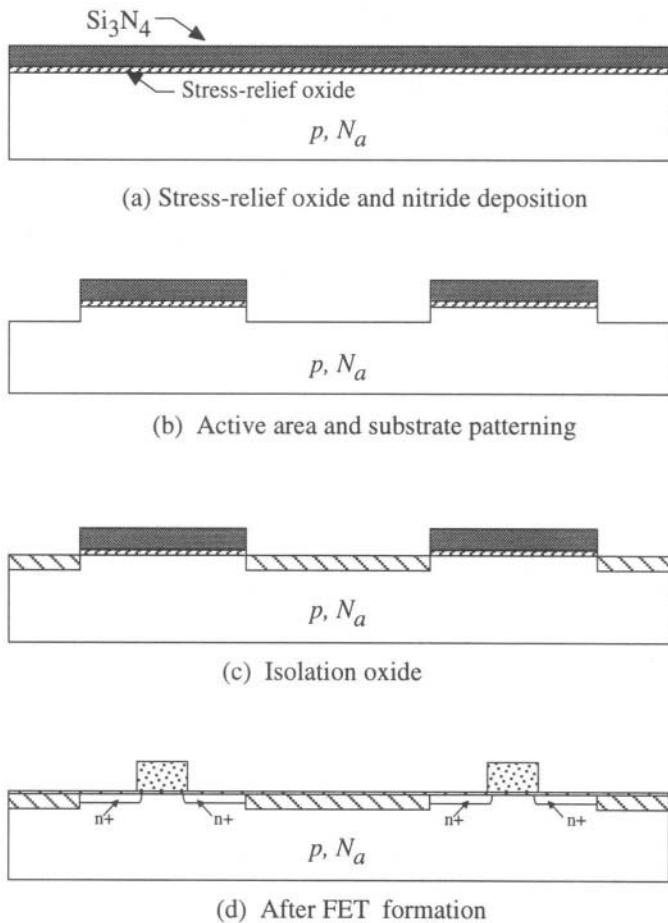 Si₃N₄
Stress-relief oxide
p, Nₐ
(a) Stress-relief oxide and nitride deposition
p, Nₐ
(b) Active area and substrate patterning
p, Nₐ
(c) Isolation oxide
n+ n+ n+ n+
p, Nₐ
(d) After FET formation